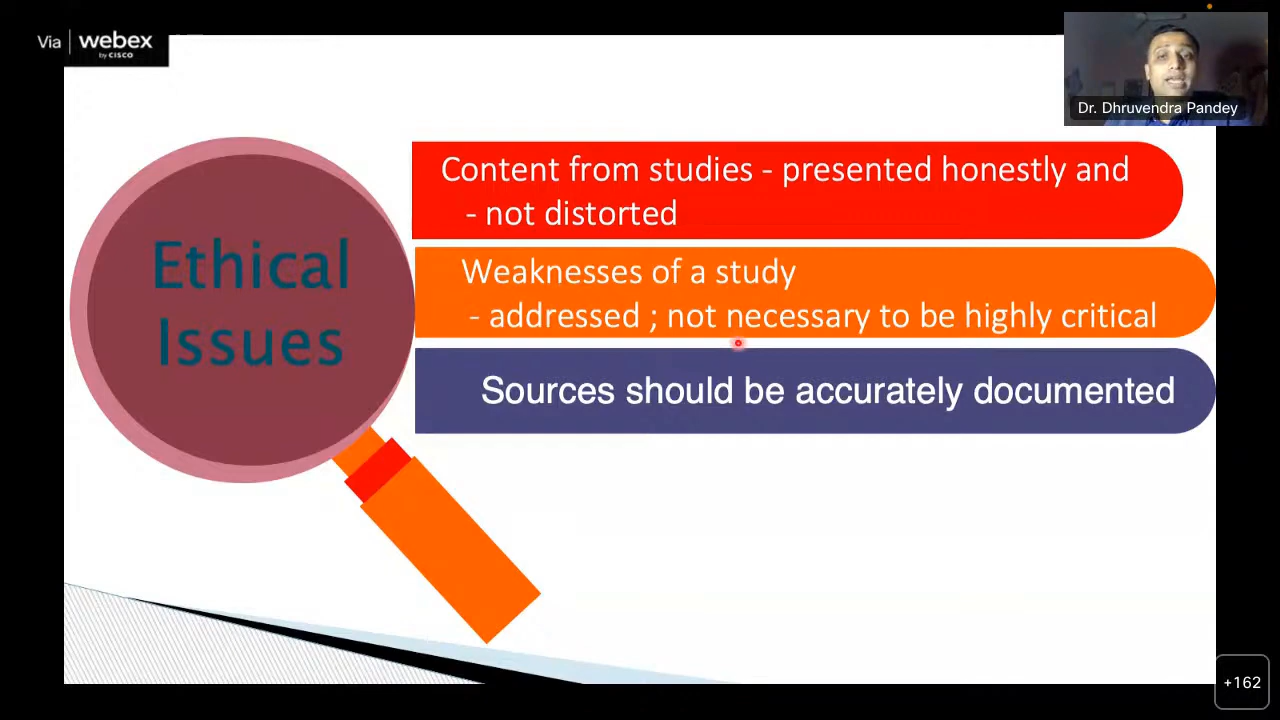 Via webex
by CISCO
Dr. Dhruvendra Pandey
Ethical
Issues
Content from studies - presented honestly and
- not distorted
Weaknesses of a study
- addressed ; not necessary to be highly critical
Sources should be accurately documented
+162